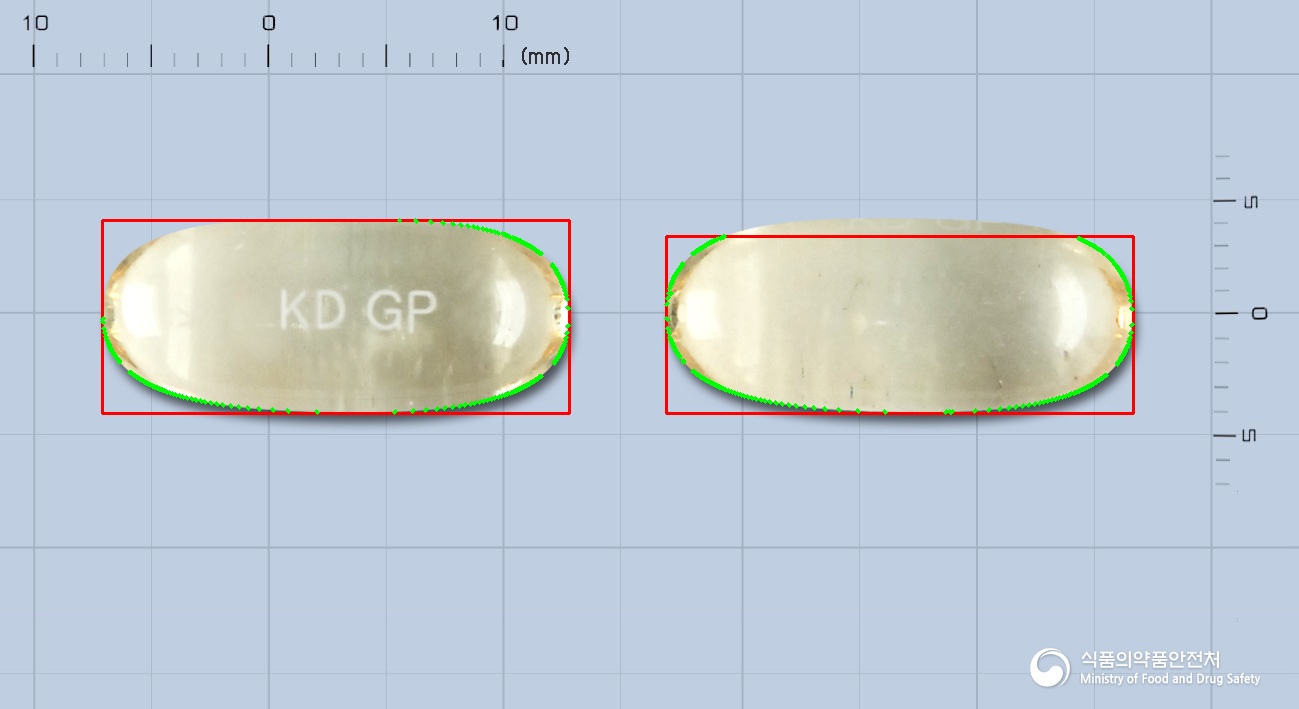 10 0 10
(mm)
KD GP
5
0
5
식품의약품안전처
Ministry of Food and Drug Safety